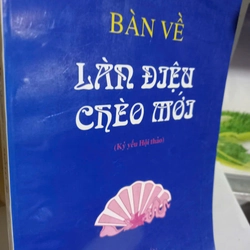 BÀN VỀ
LÀN ĐIỆU
CHÈO MỚI
(Kỷ yếu Hội thảo)